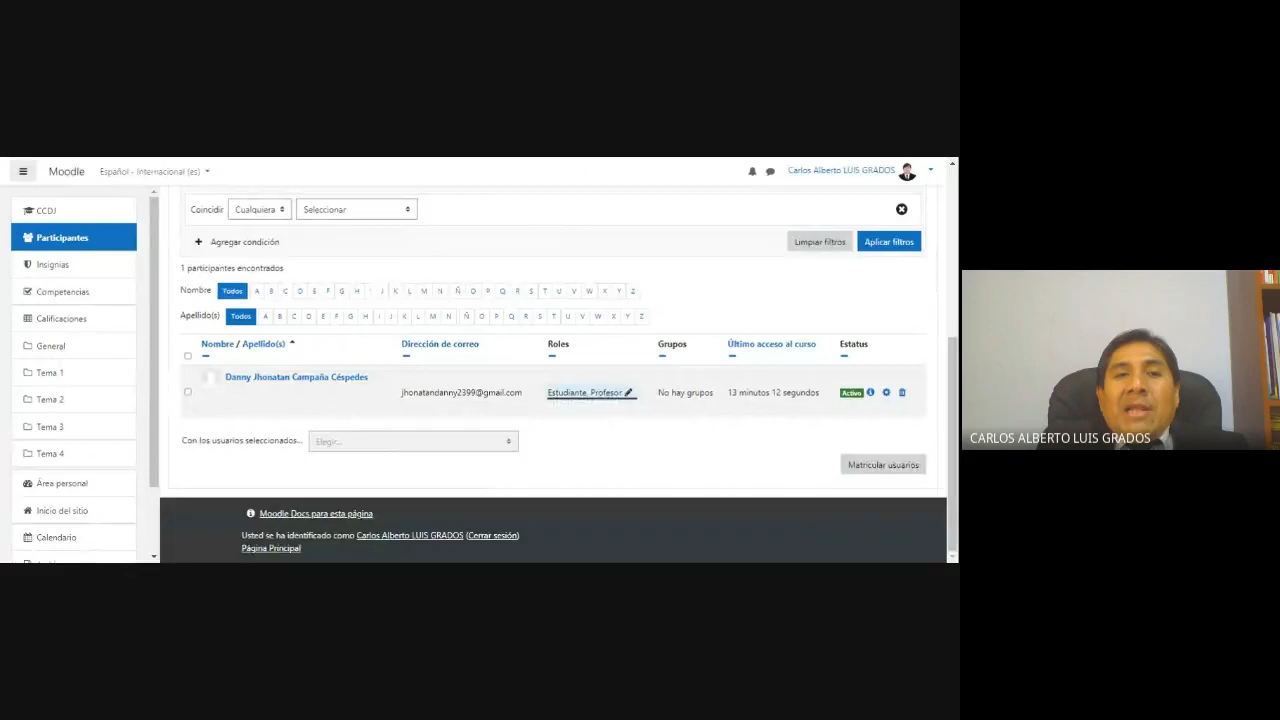 Moodle Español - Internacional (es) Carlos Alberto LUIS GRADOS
CCDJ
Participantes
Insignias
Competencias
Calificaciones
General
Tema 1
Tema 2
Tema 3
Tema 4
Área personal
Inicio del sitio
Calendario
Coincidir Cualquiera Seleccionar
Agregar condición Limpiar filtros Aplicar filtros
1 participantes encontrados
Nombre Todos A B C D E F G H I J K L M N Ñ O P Q R S T U V W X Y Z
Apellido(s) Todos A B C D E F G H I J K L M N Ñ O P Q R S T U V W X Y Z
Nombre / Apellido(s) Dirección de correo Roles Grupos Último acceso al curso Estatus
Danny Jhonatan Campaña Céspedes
jhonatandanny2399@gmail.com Estudiante, Profesor No hay grupos 13 minutos 12 segundos Activo
Con los usuarios seleccionados... Elegir...
Matricular usuarios
Moodle Docs para esta página
Usted se ha identificado como Carlos Alberto LUIS GRADOS (Cerrar sesión)
Página Principal
CARLOS ALBERTO LUIS GRADOS